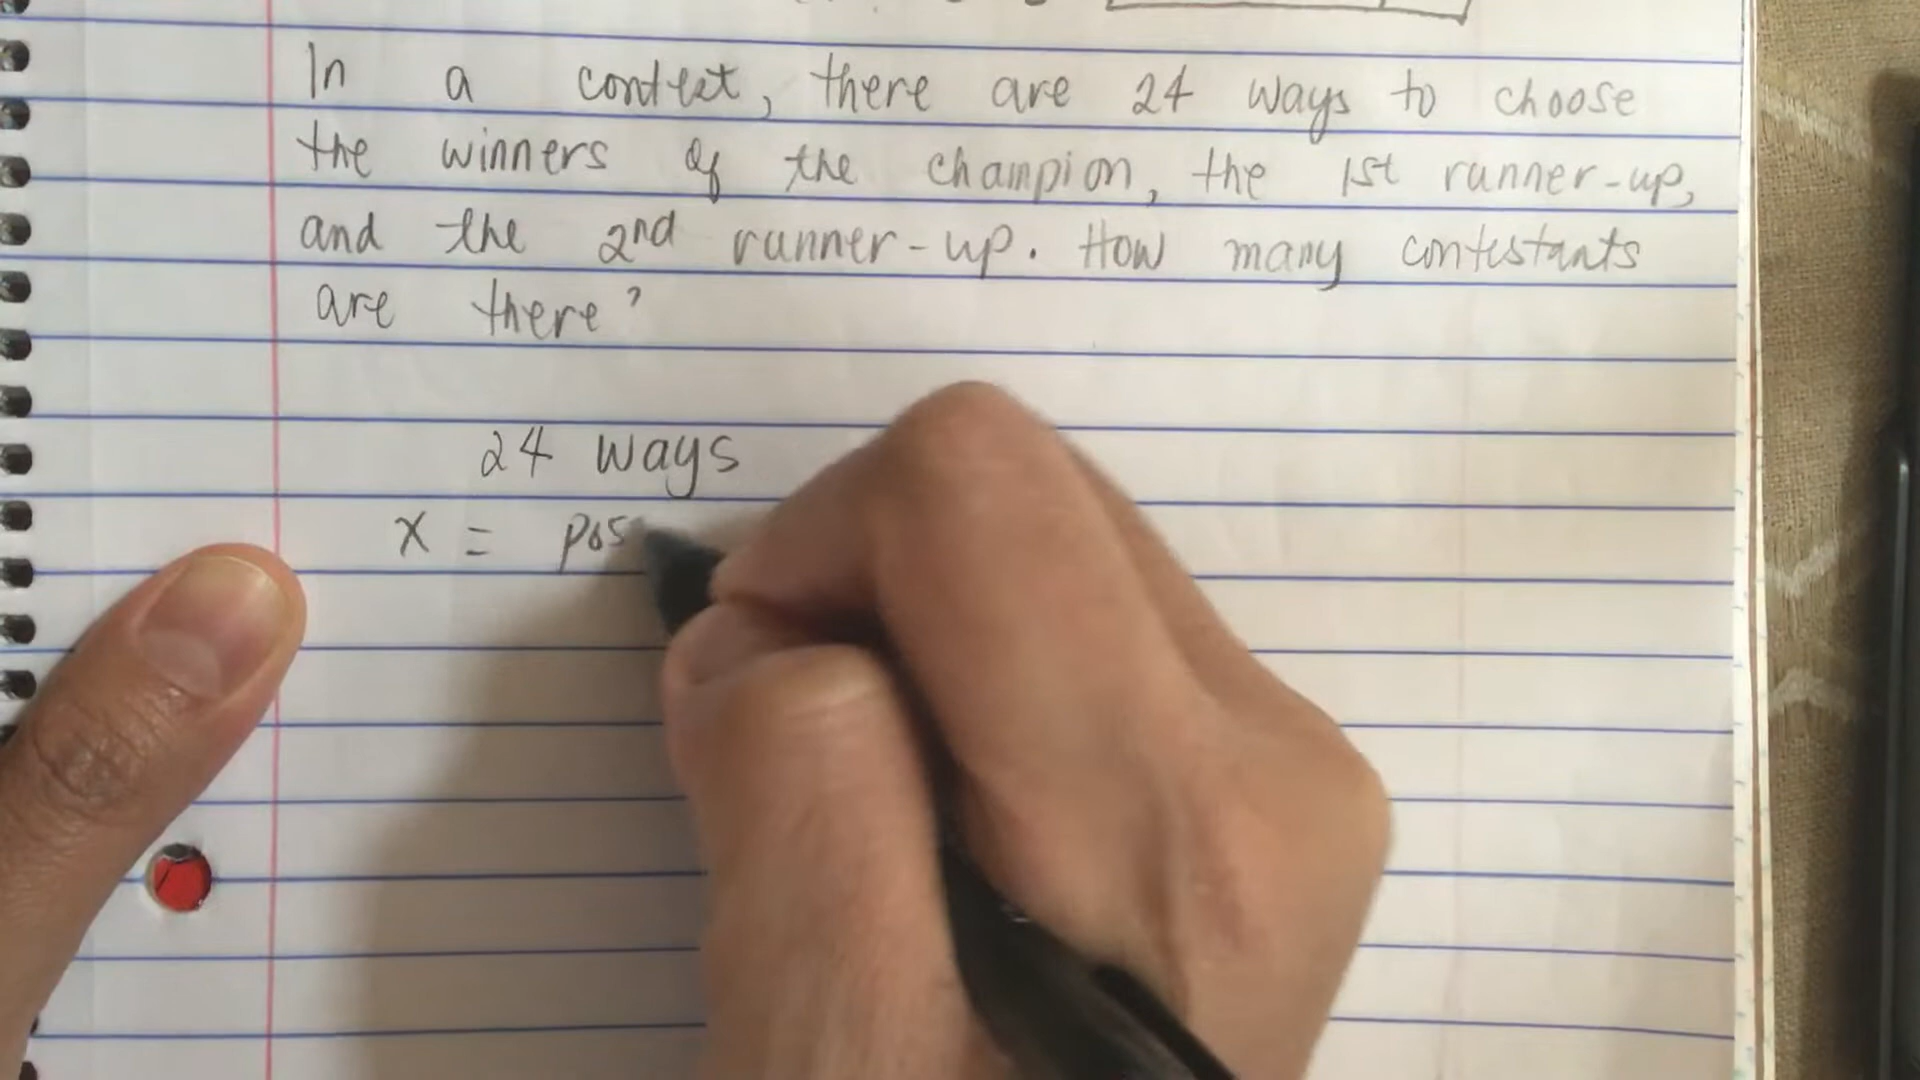 In a contest, there are 24 ways to choose
the winners of the champion, the 1st runner-up,
and the 2nd runner-up. How many contestants
are there?
24 ways
x = pos